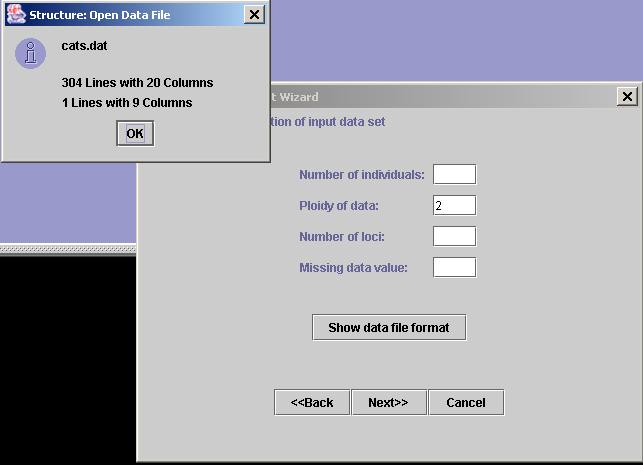 Structure: Open Data File
cats.dat
304 Lines with 20 Columns
1 Lines with 9 Columns
OK
t Wizard
tion of input data set
Number of individuals:
Ploidy of data:
2
Number of loci:
Missing data value:
Show data file format
<<Back
Next>>
Cancel